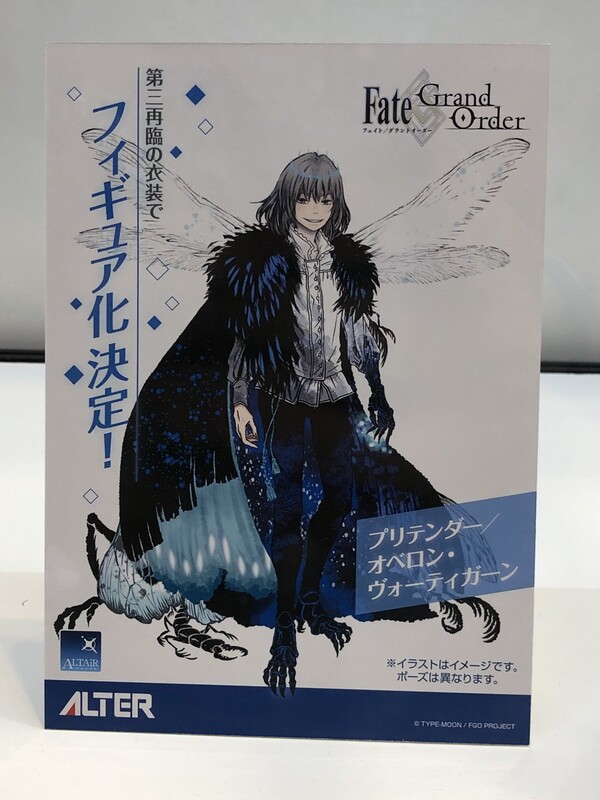 第三再臨の衣装で
フィギュア化決定！
Fate
Grand
Order
フェイト/グランドオーダー
プリテンダー／
オベロン・
ヴォーティガーン
※イラストはイメージです。
ポーズは異なります。
ALTAiR
ALTER
© TYPE-MOON / FGO PROJECT